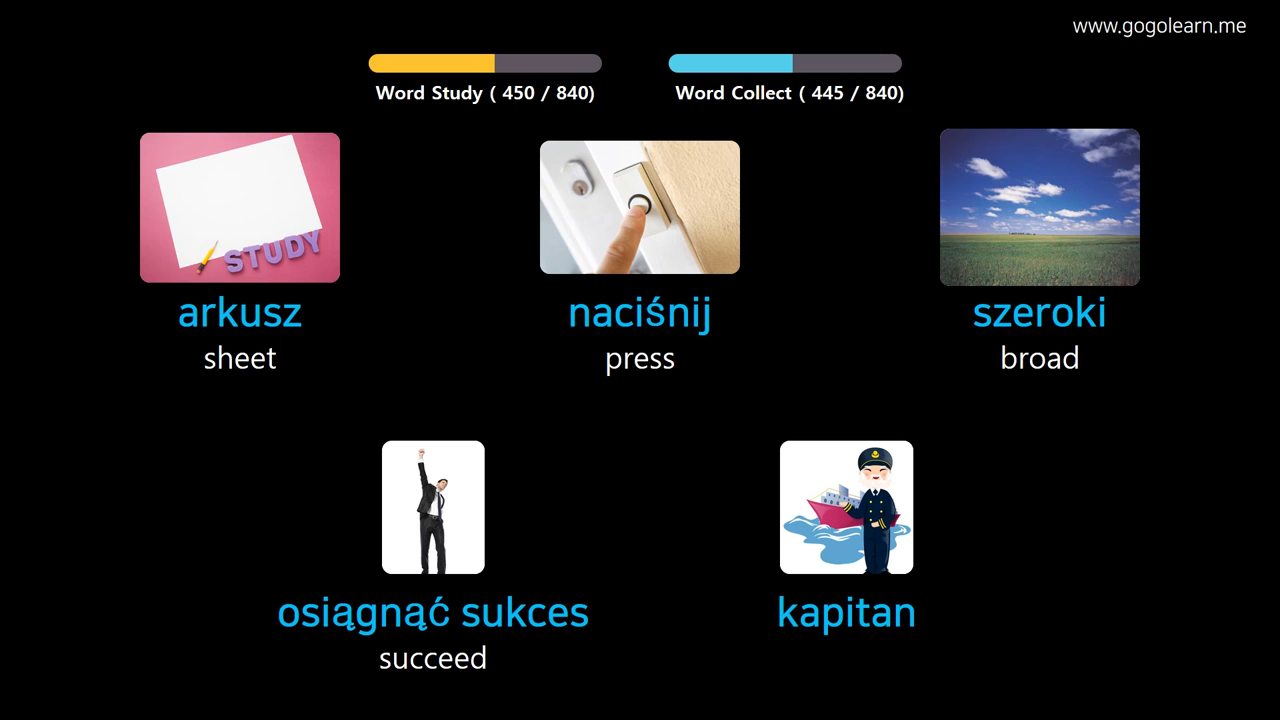 www.gogolearn.me
Word Study ( 450 / 840)
Word Collect ( 445 / 840)
STUDY
arkusz
sheet
naciśnij
press
szeroki
broad
osiągnąć sukces
succeed
kapitan